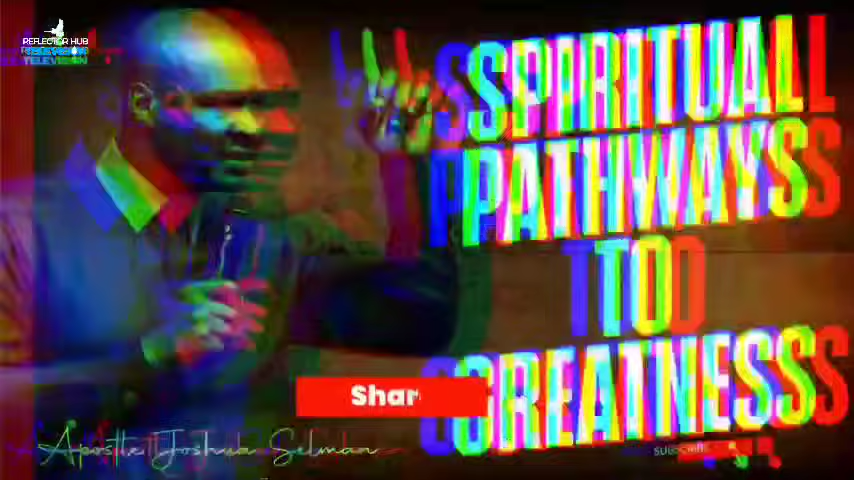 REFLECTOR HUB
TELEVISION
SPIRITUAL
PATHWAYS
TO
GREATNESS
Shar
Apostle Joshua Selman
SUBSCRIBE